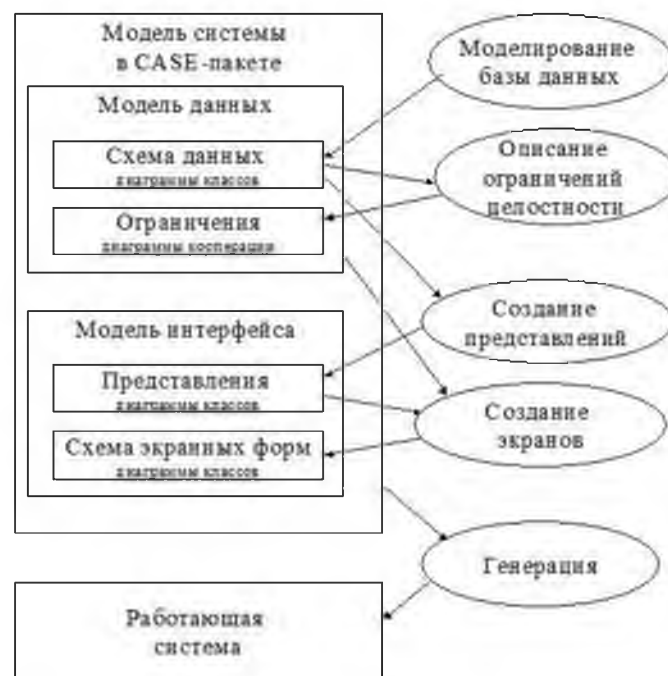 Модель системы
в CASE-пакете
Модель данных
Схема данных
диаграммы классов
Ограничения
диаграммы кооперации
Модель интерфейса
Представления
диаграммы классов
Схема экранных форм
диаграммы классов
Работающая
система
Моделирование
базы данных
Описание
ограничений
целостности
Создание
представлений
Создание
экранов
Генерация